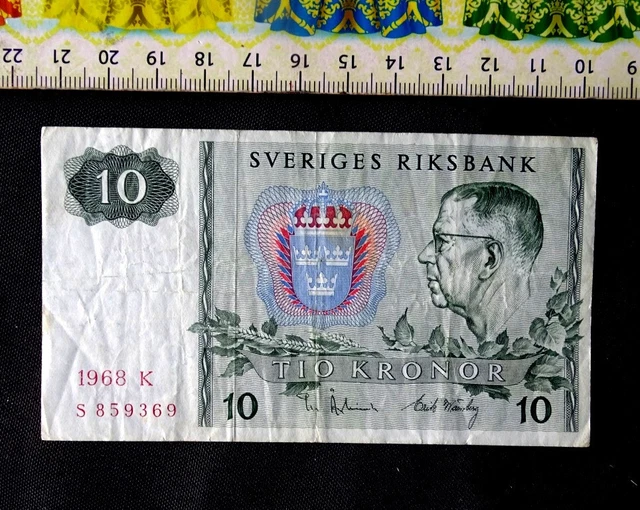 22 21 20 19 18 17 16 15 14 13 12 11 10 9
10
SVERIGES RIKSBANK
1968 K
S 859369
TIO KRONOR
10
10